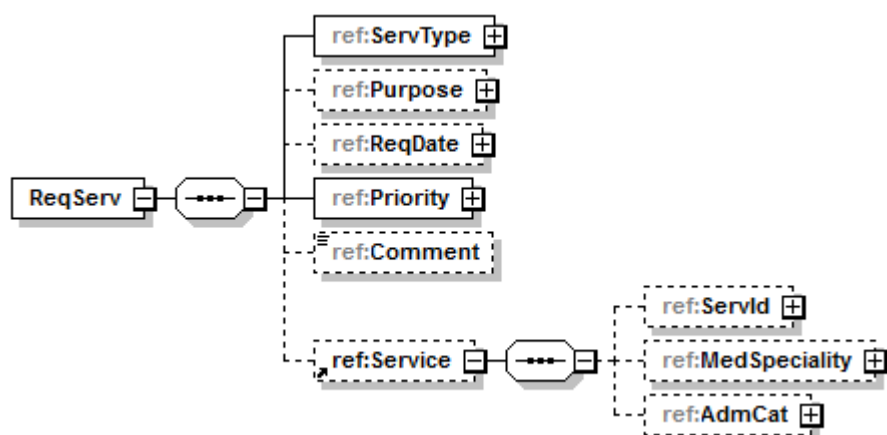 ref:ServType
ref:Purpose
ref:ReqDate
ReqServ
ref:Priority
ref:Comment
ref:ServId
ref:Service
ref:MedSpeciality
ref:AdmCat